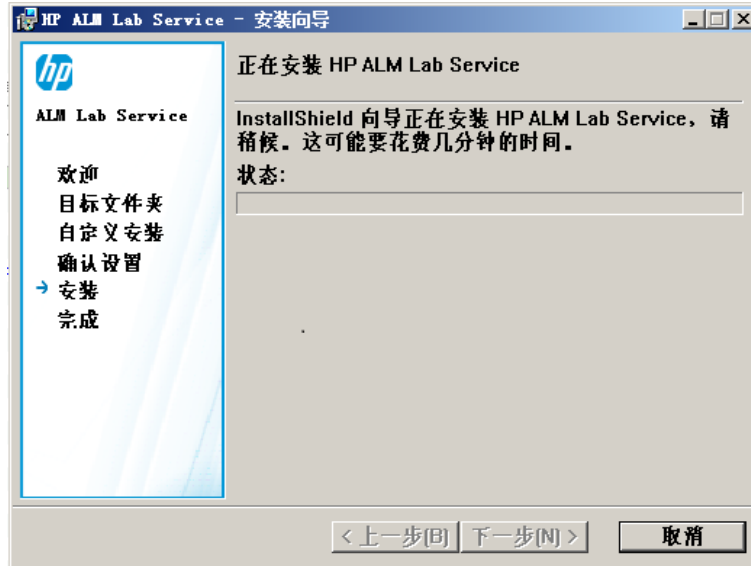 HP ALM Lab Service - 安装向导
hp
正在安装 HP ALM Lab Service
ALM Lab Service
InstallShield 向导正在安装 HP ALM Lab Service，请
稍候。这可能要花费几分钟的时间。
状态:
欢迎
目标文件夹
自定义安装
确认设置
安装
完成
< 上一步(B)
下一步(N) >
取消